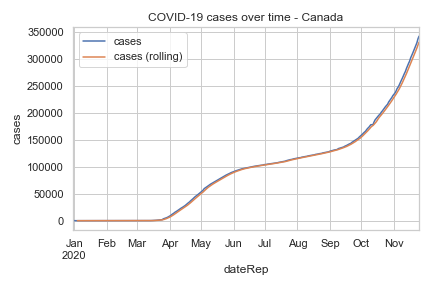 COVID-19 cases over time - Canada
cases
cases (rolling)
350000
300000
250000
200000
150000
100000
50000
0
cases
Jan Feb Mar Apr May Jun Jul Aug Sep Oct Nov
2020
dateRep